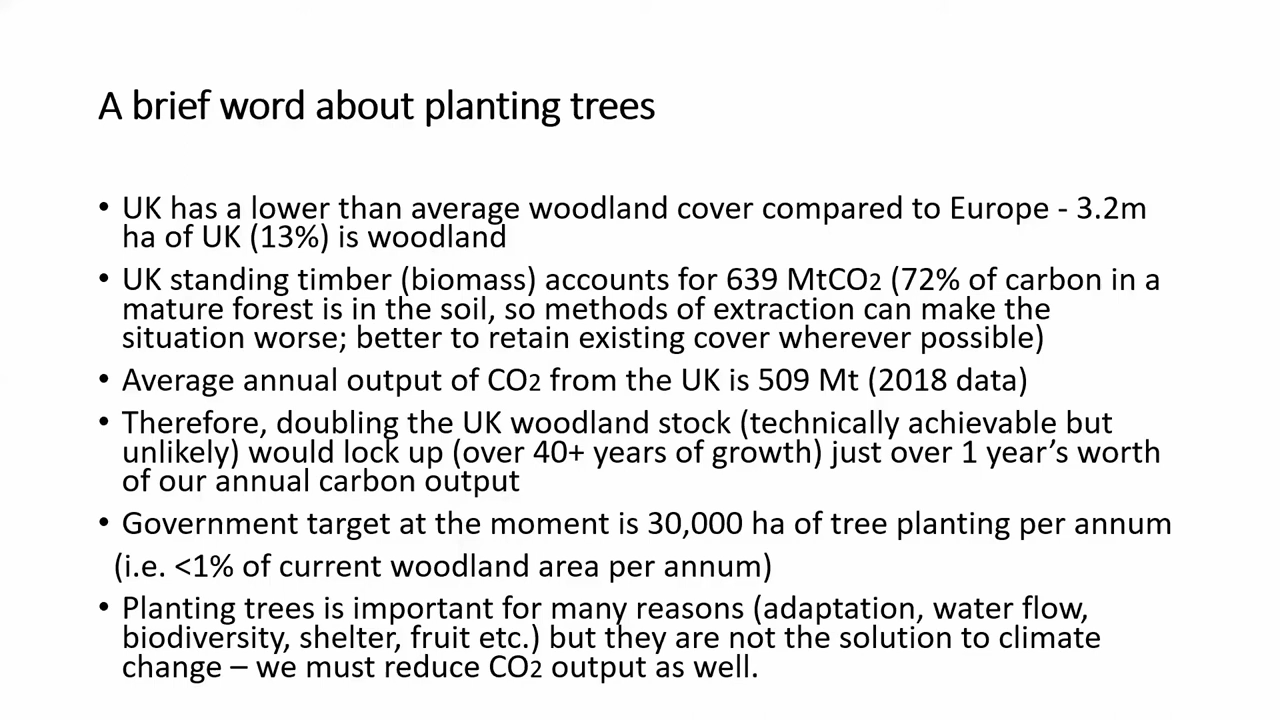 A brief word about planting trees
• UK has a lower than average woodland cover compared to Europe - 3.2m
ha of UK (13%) is woodland
• UK standing timber (biomass) accounts for 639 MtCO2 (72% of carbon in a
mature forest is in the soil, so methods of extraction can make the
situation worse; better to retain existing cover wherever possible)
• Average annual output of CO2 from the UK is 509 Mt (2018 data)
• Therefore, doubling the UK woodland stock (technically achievable but
unlikely) would lock up (over 40+ years of growth) just over 1 year’s worth
of our annual carbon output
• Government target at the moment is 30,000 ha of tree planting per annum
(i.e. <1% of current woodland area per annum)
• Planting trees is important for many reasons (adaptation, water flow,
biodiversity, shelter, fruit etc.) but they are not the solution to climate
change – we must reduce CO2 output as well.